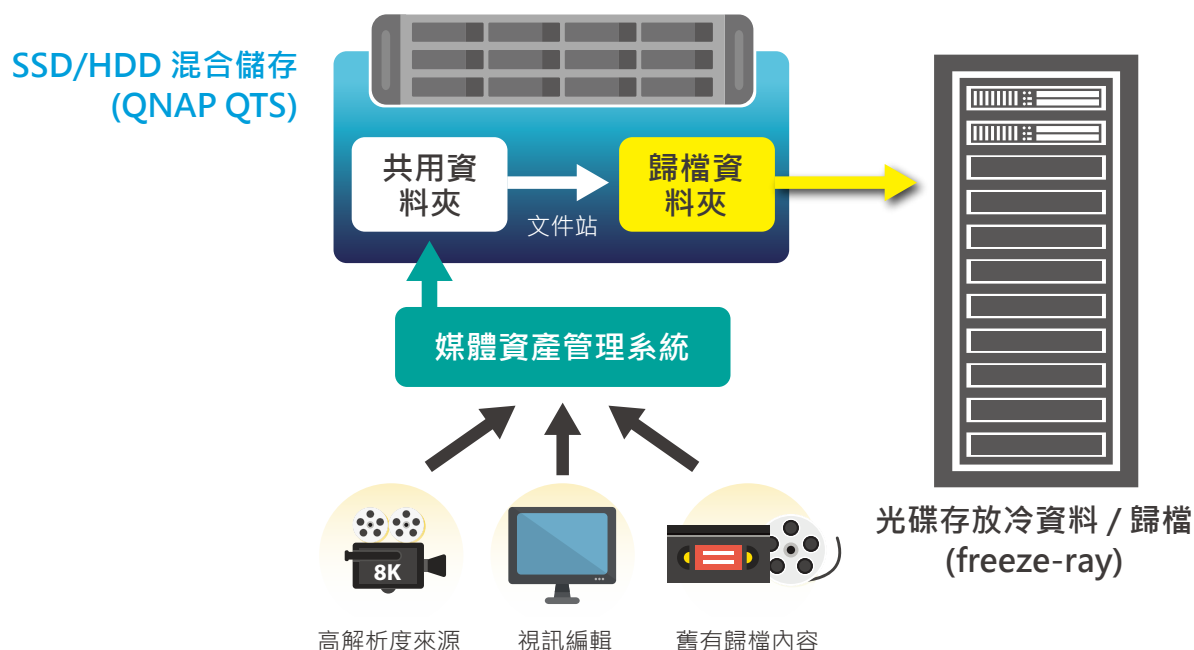 SSD/HDD 混合儲存
(QNAP QTS)
共用資
料夾
文件站
歸檔資
料夾
媒體資產管理系統
8K
高解析度來源
視訊編輯
舊有歸檔內容
光碟存放冷資料 / 歸檔
(freeze-ray)